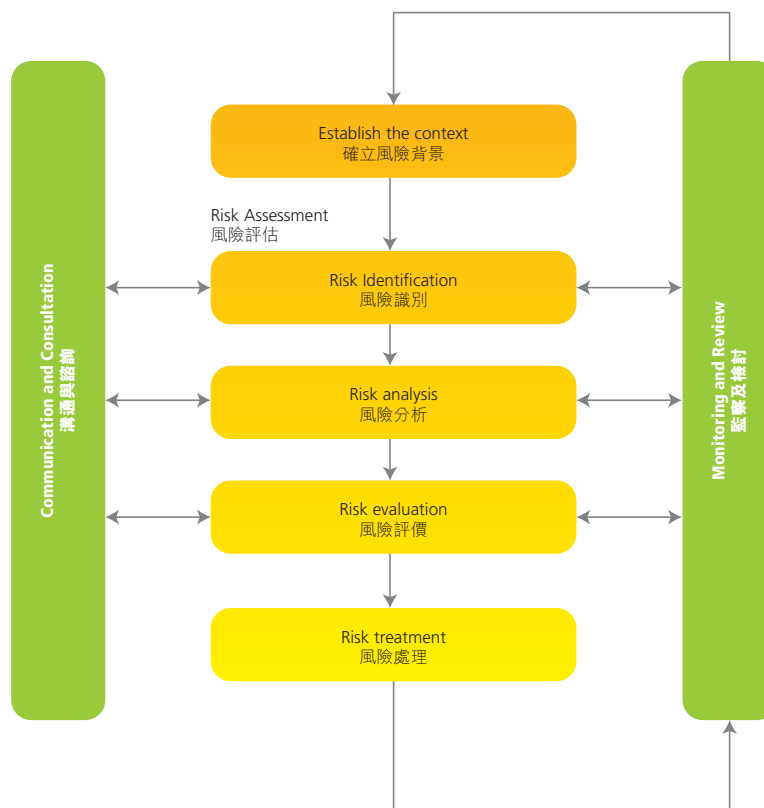 Establish the context
確立風險背景
Risk Assessment
風險評估
Communication and Consultation
溝通與諮詢
Risk Identification
風險識別
Monitoring and Review
監察及檢討
Risk analysis
風險分析
Risk evaluation
風險評價
Risk treatment
風險處理